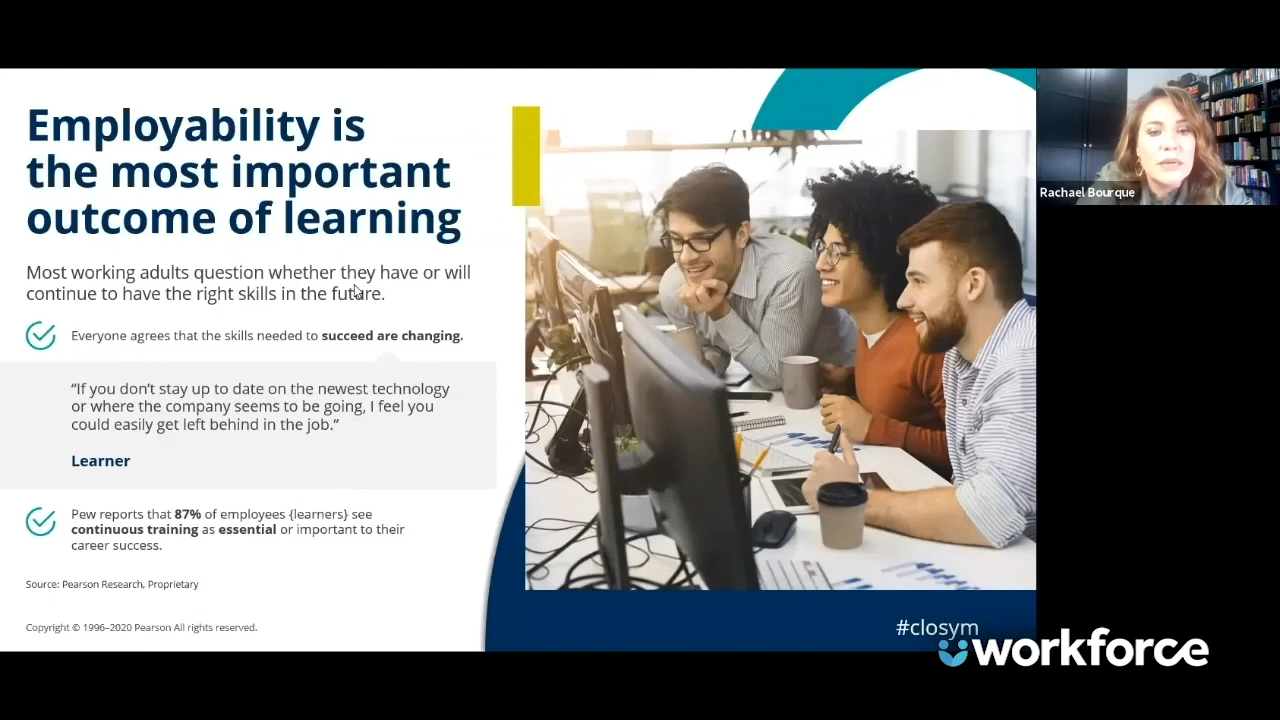 Employability is
the most important
outcome of learning
Most working adults question whether they have or will
continue to have the right skills in the future.
Everyone agrees that the skills needed to succeed are changing.
“If you don’t stay up to date on the newest technology
or where the company seems to be going, I feel you
could easily get left behind in the job.”
Learner
Pew reports that 87% of employees {learners} see
continuous training as essential or important to their
career success.
Source: Pearson Research, Proprietary
Copyright © 1996–2020 Pearson All rights reserved.
#closym
Rachael Bourque
workforce